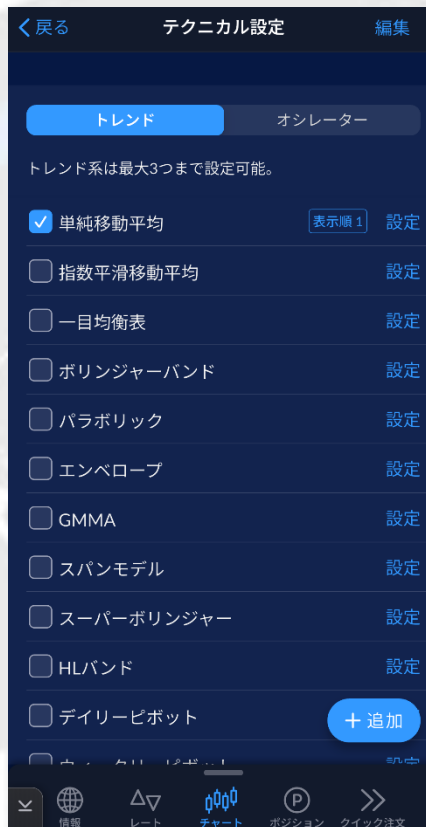 戻る テクニカル設定 編集
トレンド オシレーター
トレンド系は最大3つまで設定可能。
単純移動平均 表示順 1 設定
指数平滑移動平均 設定
一目均衡表 設定
ボリンジャーバンド 設定
パラボリック 設定
エンベロープ 設定
GMMA 設定
スパンモデル 設定
スーパーボリンジャー 設定
HLバンド 設定
デイリーピボット
+ 追加
情報 レート チャート ポジション クイック注文